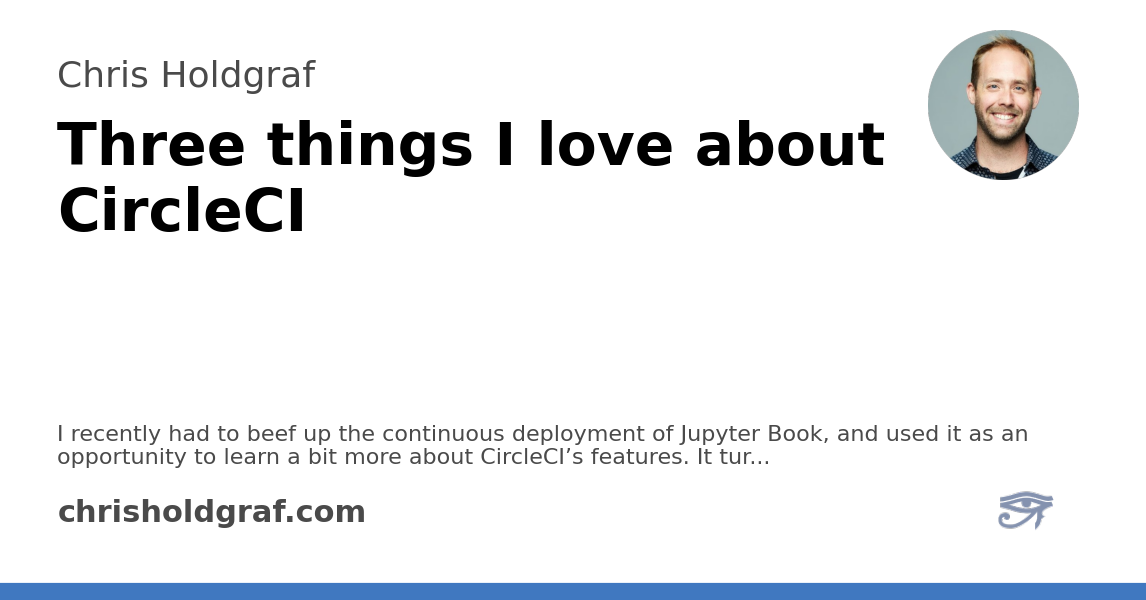 Chris Holdgraf
Three things I love about
CircleCI
I recently had to beef up the continuous deployment of Jupyter Book, and used it as an
opportunity to learn a bit more about CircleCI’s features. It tur...
chrisholdgraf.com